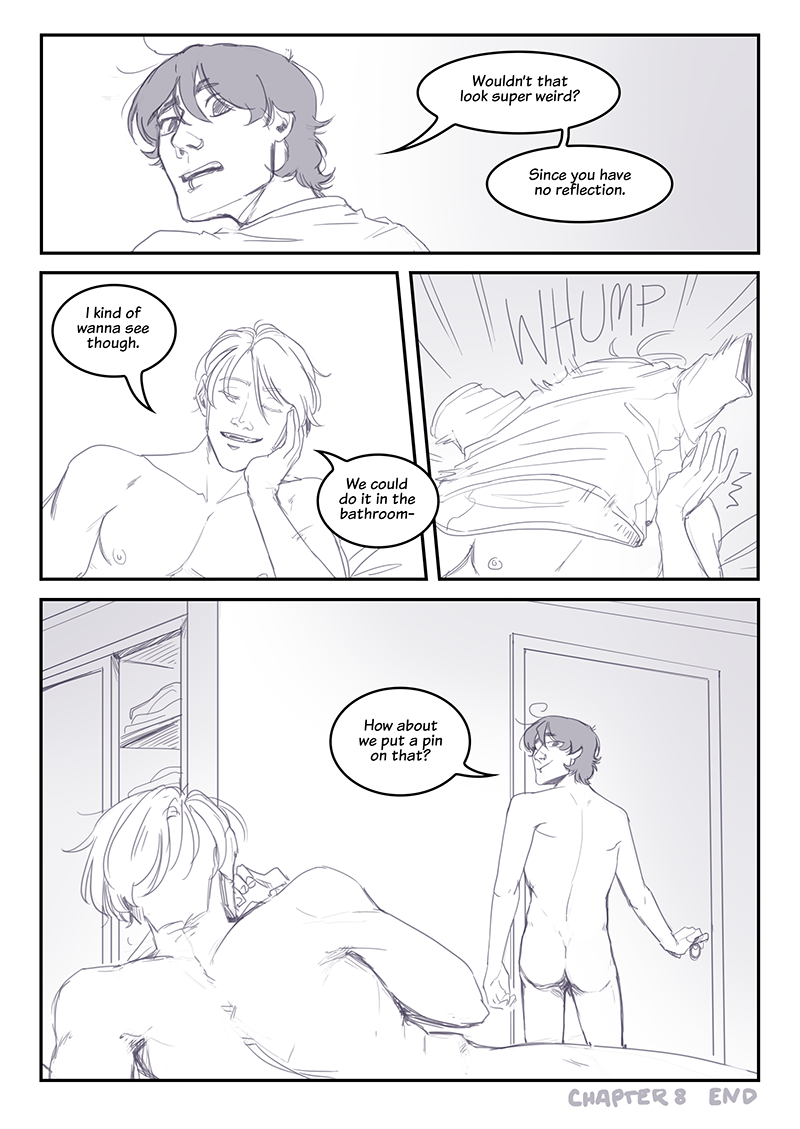 Wouldn't that
look super weird?
Since you have
no reflection.
I kind of
wanna see
though.
We could
do it in the
bathroom-
WHUMP
How about
we put a pin
on that?
CHAPTER 8 END